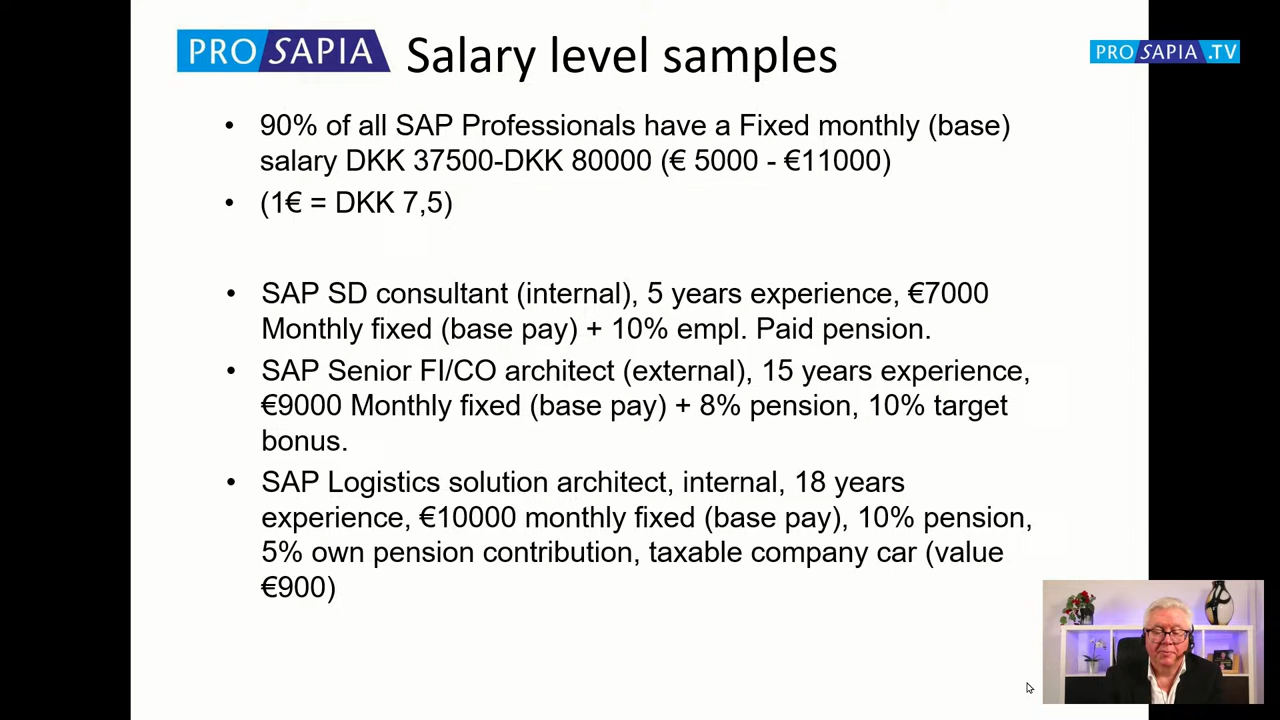 PROSAPIA Salary level samples
PROSAPIA.TV
• 90% of all SAP Professionals have a Fixed monthly (base)
salary DKK 37500-DKK 80000 (€ 5000 - €11000)
• (1€ = DKK 7,5)
• SAP SD consultant (internal), 5 years experience, €7000
Monthly fixed (base pay) + 10% empl. Paid pension.
• SAP Senior FI/CO architect (external), 15 years experience,
€9000 Monthly fixed (base pay) + 8% pension, 10% target
bonus.
• SAP Logistics solution architect, internal, 18 years
experience, €10000 monthly fixed (base pay), 10% pension,
5% own pension contribution, taxable company car (value
€900)